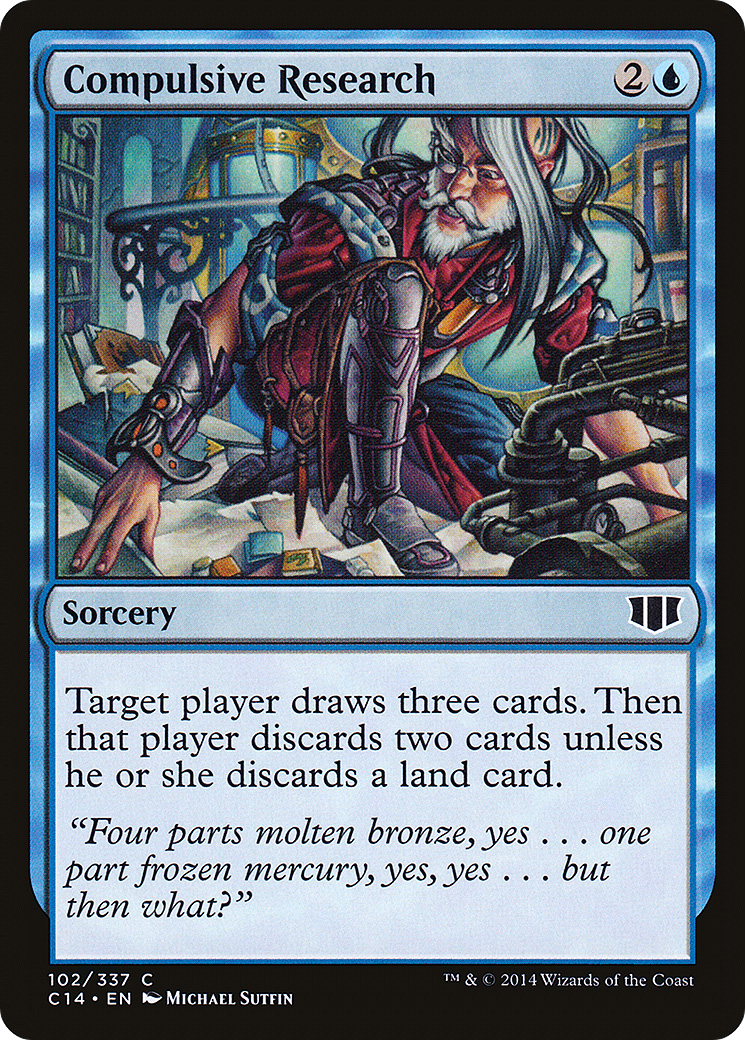 Compulsive Research
2
Sorcery
Target player draws three cards. Then
that player discards two cards unless
he or she discards a land card.
“Four parts molten bronze, yes . . . one
part frozen mercury, yes, yes . . . but
then what?”
102/337 C
™ & © 2014 Wizards of the Coast
C14 • EN Michael Sutfin